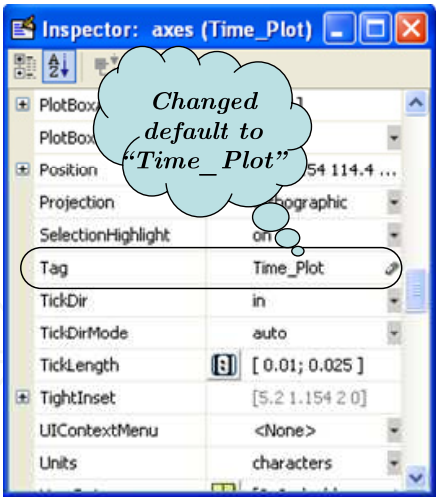 Inspector: axes (Time_Plot)
PlotBox
Changed
default to
“Time_Plot”
PlotBox
Position 54 114.4 ...
Projection ographic
SelectionHighlight on
Tag Time_Plot
TickDir in
TickDirMode auto
TickLength [ 0.01; 0.025 ]
TightInset [5.2 1.154 2 0]
UIContextMenu <None>
Units characters